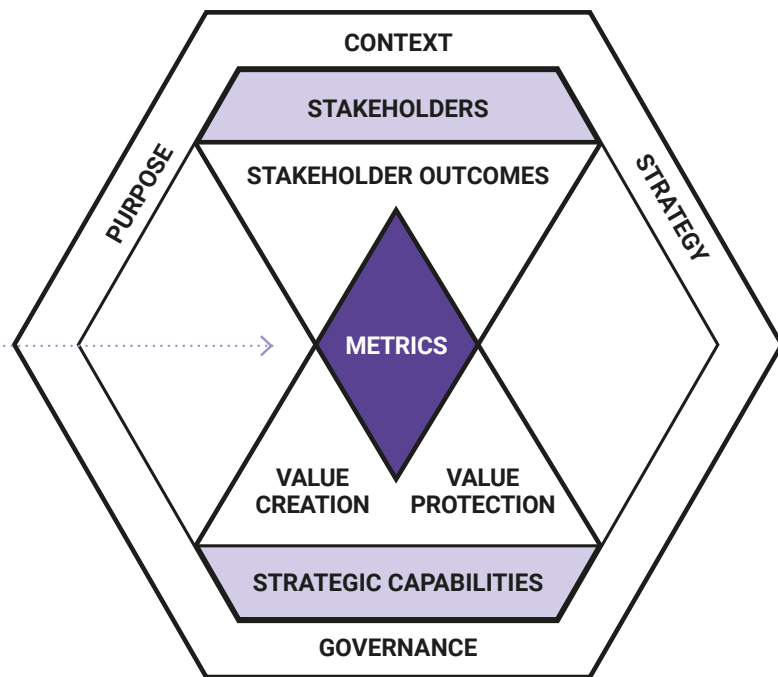 CONTEXT
STAKEHOLDERS
PURPOSE
STRATEGY
STAKEHOLDER OUTCOMES
METRICS
VALUE
CREATION
VALUE
PROTECTION
STRATEGIC CAPABILITIES
GOVERNANCE